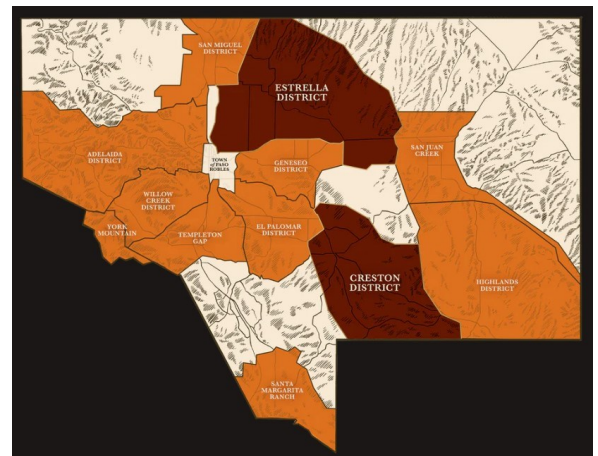 SAN MIGUEL
DISTRICT
ESTRELLA
DISTRICT
ADELAIDA
DISTRICT
TOWN
of PASO
ROBLES
GENESEO
DISTRICT
SAN JUAN
CREEK
WILLOW
CREEK
DISTRICT
YORK
MOUNTAIN
TEMPLETON
GAP
EL POMAR
DISTRICT
CRESTON
DISTRICT
HIGHLANDS
DISTRICT
SANTA
MARGARITA
RANCH